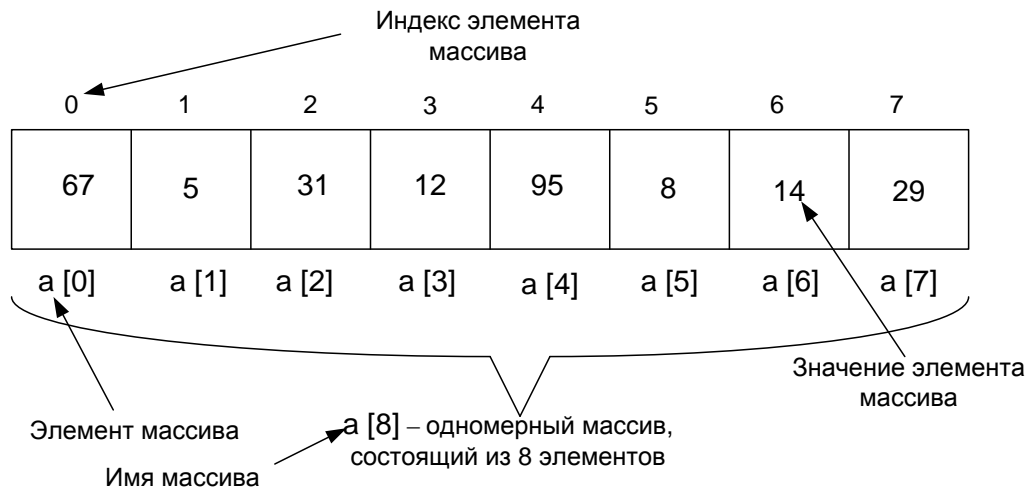 Индекс элемента
массива
0 1 2 3 4 5 6 7
67 5 31 12 95 8 14 29
a [0] a [1] a [2] a [3] a [4] a [5] a [6] a [7]
Значение элемента
массива
a [8] – одномерный массив,
состоящий из 8 элементов
Элемент массива
Имя массива